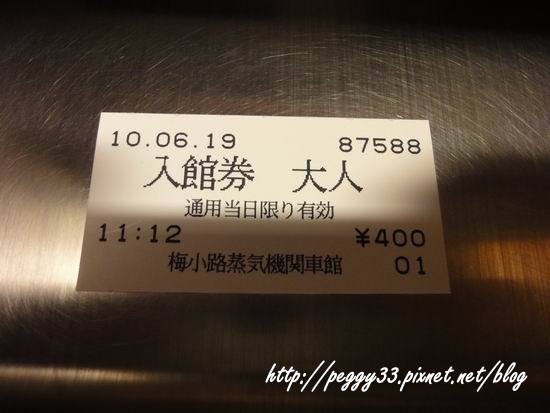 10.06.19 87588
入館券 大人
通用当日限り有効
11:12 ¥400
梅小路蒸気機関車館 01
http://peggy33.pixnet.net/blog